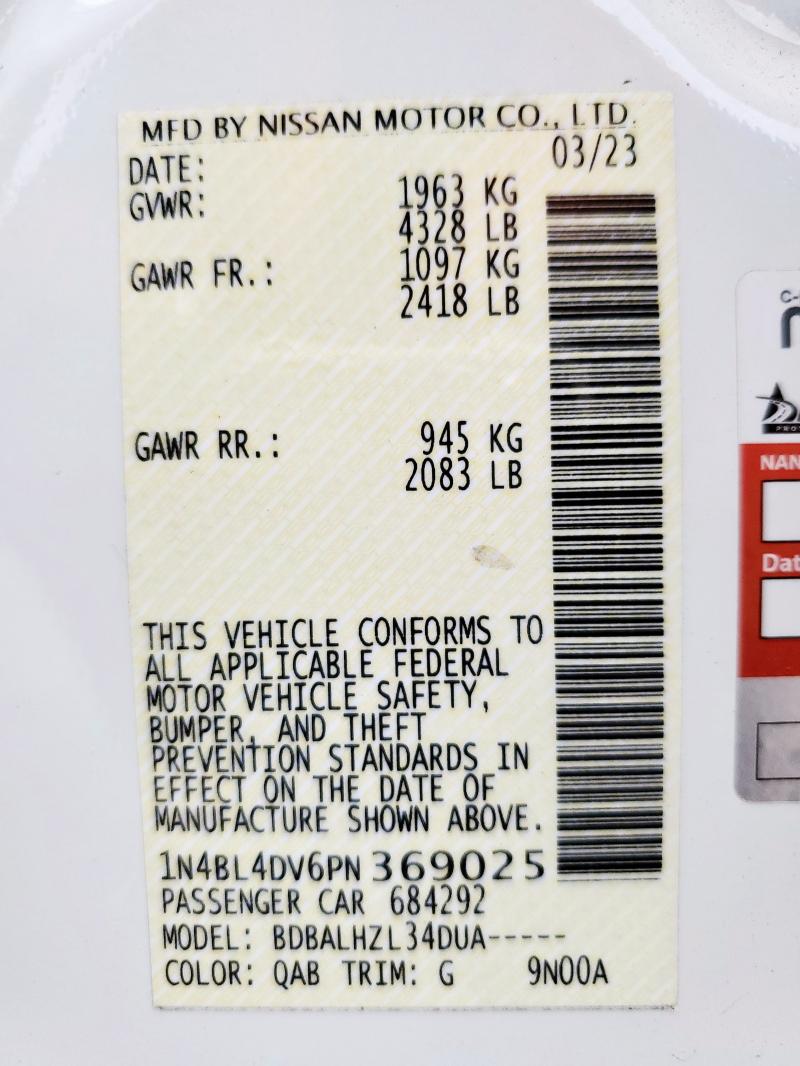 MFD BY NISSAN MOTOR CO., LTD.
DATE: 03/23
GVWR: 1963 KG
4328 LB
GAWR FR.: 1097 KG
2418 LB
GAWR RR.: 945 KG
2083 LB
THIS VEHICLE CONFORMS TO
ALL APPLICABLE FEDERAL
MOTOR VEHICLE SAFETY,
BUMPER, AND THEFT
PREVENTION STANDARDS IN
EFFECT ON THE DATE OF
MANUFACTURE SHOWN ABOVE.
1N4BL4DV6PN369025
PASSENGER CAR 684292
MODEL: BDBALHZL34DUA-----
COLOR: QAB TRIM: G 9N00A